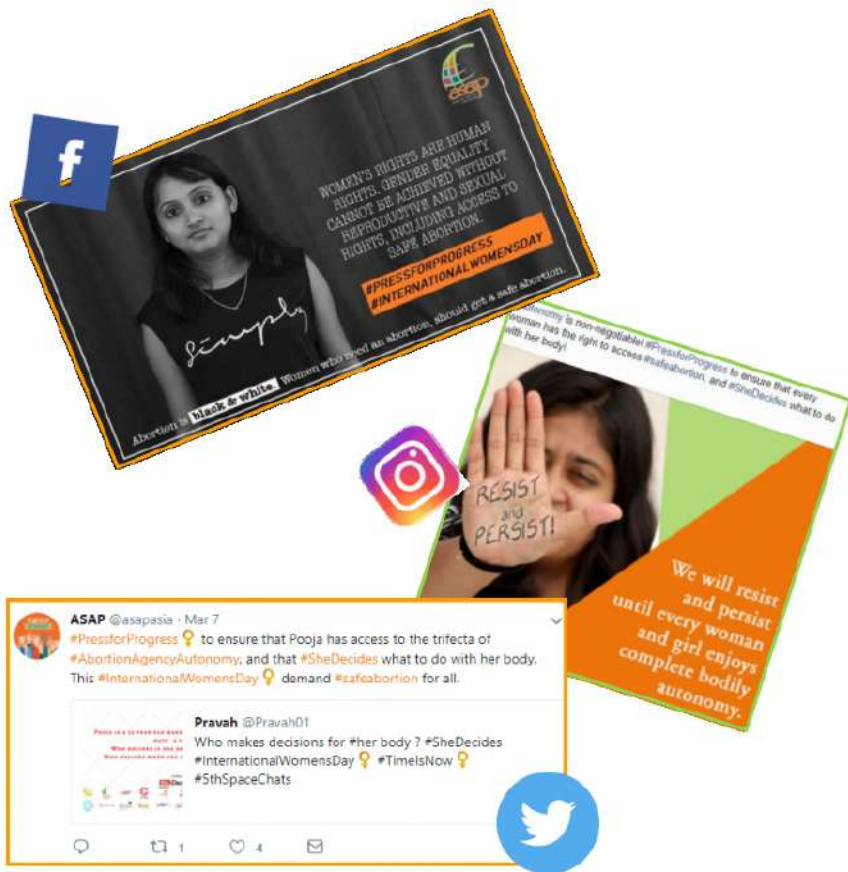 f
asap
WOMEN'S RIGHTS ARE HUMAN
RIGHTS. GENDER EQUALITY
CANNOT BE ACHIEVED WITHOUT
REPRODUCTIVE AND SEXUAL
RIGHTS, INCLUDING ACCESS TO
SAFE ABORTION.
#PRESSFORPROGRESS
#INTERNATIONALWOMENSDAY
Simply
Abortion is black & white. Women who need an abortion, should get a safe abortion.
is non-negotiable! #PressforProgress to ensure that every
woman has the right to access #safeabortion, and #SheDecides what to do
with her body!
RESIST
and
PERSIST!
We will resist
and persist
until every woman
and girl enjoys
complete bodily
autonomy.
ASAP @asapasia · Mar 7
#PressforProgress to ensure that Pooja has access to the trifecta of
#AbortionAgencyAutonomy, and that #SheDecides what to do with her body.
This #InternationalWomensDay demand #safeabortion for all.
Pravah @Pravah01
Who makes decisions for #her body ? #SheDecides
#InternationalWomensDay #TimeIsNow
#5thSpaceChats
1
4